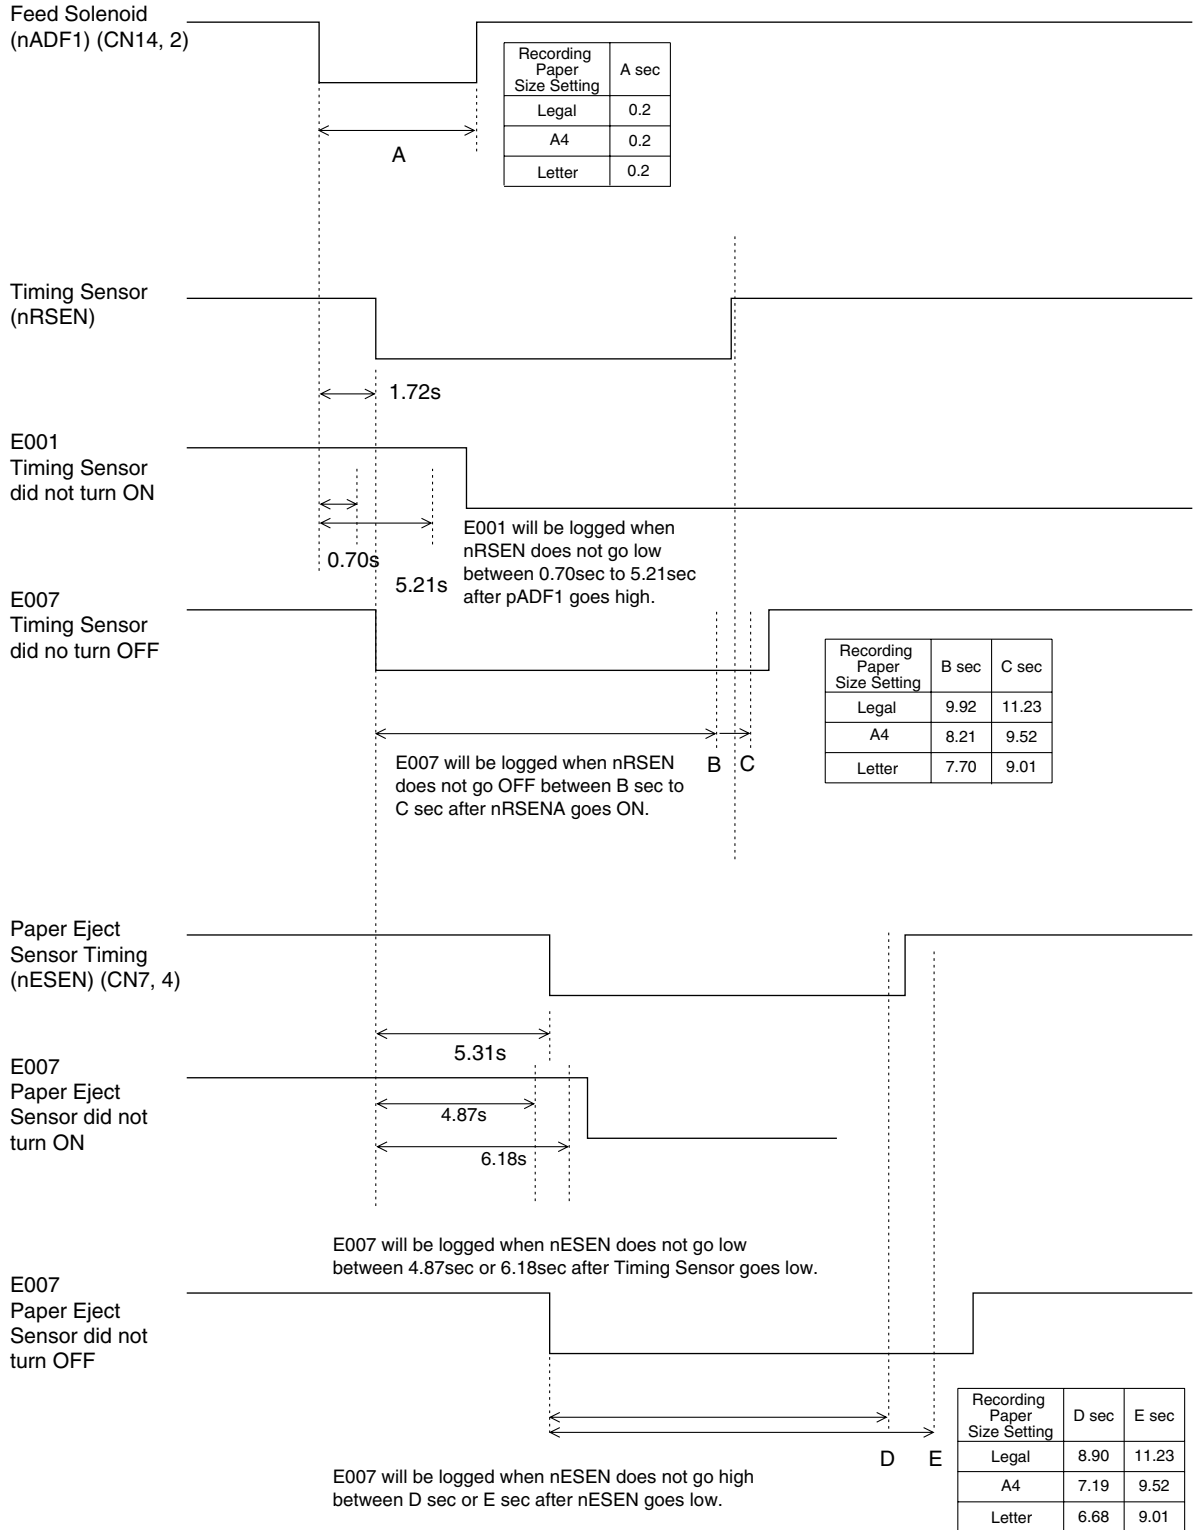 Feed Solenoid
(nADF1) (CN14, 2)
Recording
Paper
Size Setting
A sec
Legal
0.2
A4
0.2
Letter
0.2
A
Timing Sensor
(nRSEN)
1.72s
E001
Timing Sensor
did not turn ON
0.70s
5.21s
E001 will be logged when
nRSEN does not go low
between 0.70sec to 5.21sec
after pADF1 goes high.
E007
Timing Sensor
did no turn OFF
Recording
Paper
Size Setting
B sec
C sec
Legal
9.92
11.23
A4
8.21
9.52
Letter
7.70
9.01
B
C
E007 will be logged when nRSEN
does not go OFF between B sec to
C sec after nRSENA goes ON.
Paper Eject
Sensor Timing
(nESEN) (CN7, 4)
5.31s
E007
Paper Eject
Sensor did not
turn ON
4.87s
6.18s
E007 will be logged when nESEN does not go low
between 4.87sec or 6.18sec after Timing Sensor goes low.
E007
Paper Eject
Sensor did not
turn OFF
D
E
E007 will be logged when nESEN does not go high
between D sec or E sec after nESEN goes low.
Recording
Paper
Size Setting
D sec
E sec
Legal
8.90
11.23
A4
7.19
9.52
Letter
6.68
9.01